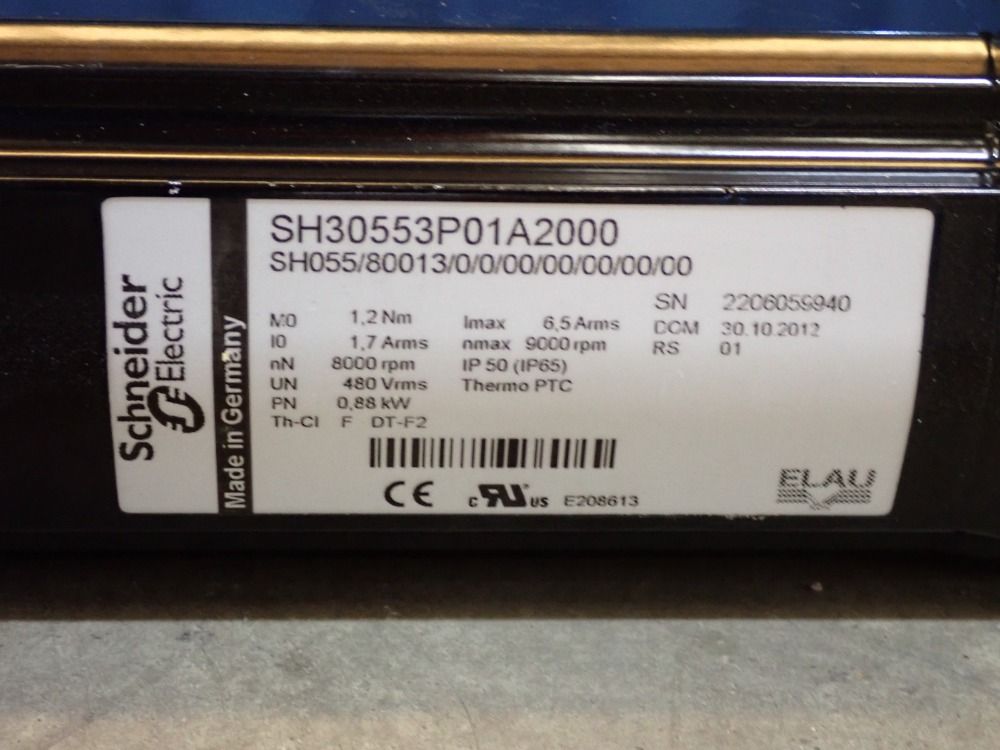 Schneider
Electric
Made in Germany
SH30553P01A2000
SH055/80013/0/0/00/00/00/00/00
SN 2206059940
DOM 30.10.2012
RS 01
M0 1,2 Nm Imax 6,5 Arms
I0 1,7 Arms nmax 9000 rpm
nN 8000 rpm IP 50 (IP65)
UN 480 Vrms Thermo PTC
PN 0,88 kW
Th-Cl F DT-F2
CE c RU US E208613
ELAU